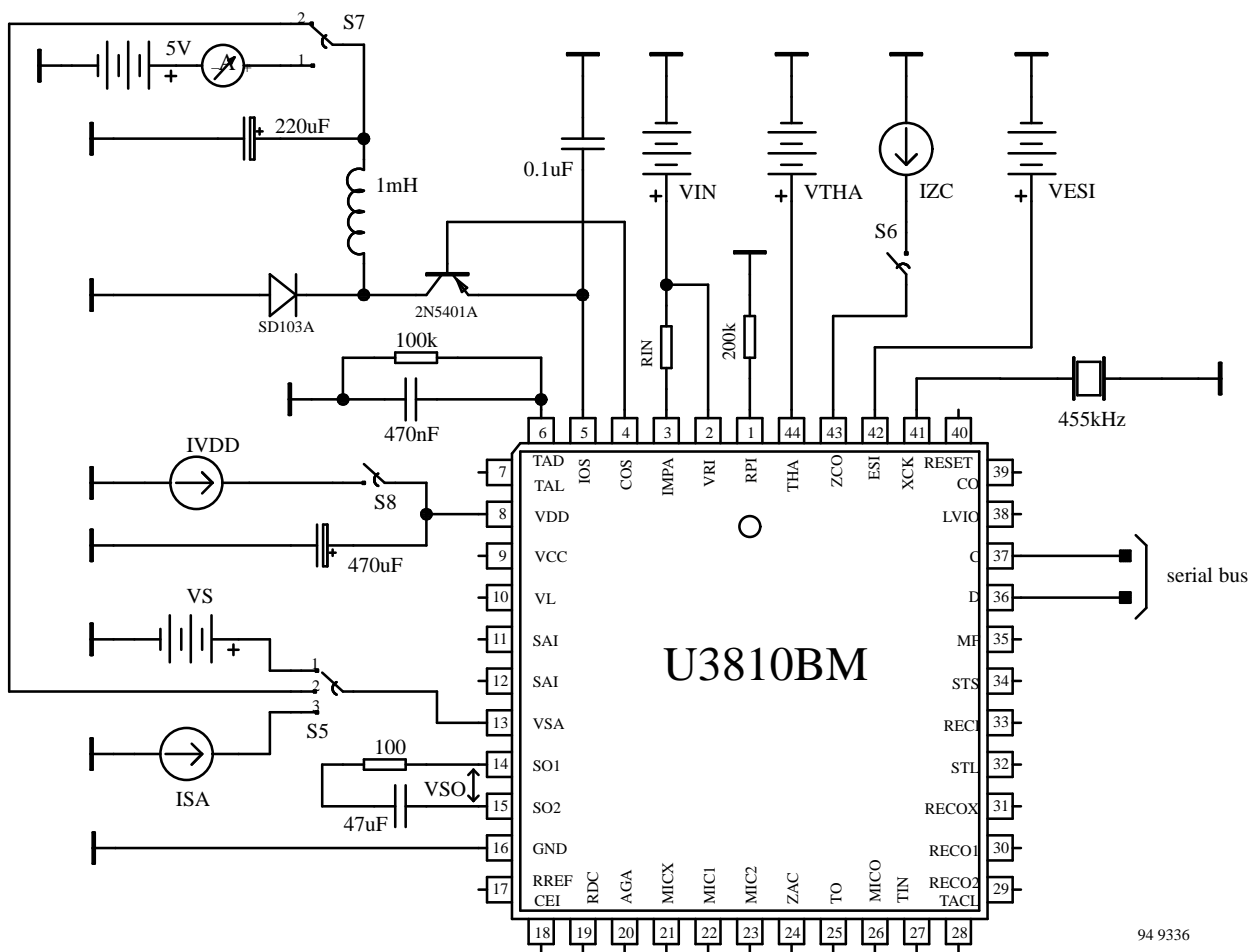 2
S7
5V
+
A
- +
1
220uF
+
1mH
0.1uF
VIN
+
VTHA
+
IZC
VESI
+
S6
SD103A
2N5401A
100k
RIN
200k
470nF
455kHz
6
5
4
3
2
1
44
43
42
41
40
IVDD
S8
470uF
+
VS
+
1
2
3
S5
ISA
100
VSO
47uF
7
8
9
10
11
12
13
14
15
16
17
TAD
TAL
VDD
VCC
VL
SAI
SAI
VSA
SO1
SO2
GND
RREF
CEI
IOS
COS
IMPA
VRI
RPI
THA
ZCO
ESI
XCK
RESET
CO
LVIO
C
D
MF
STS
RECI
STL
RECOX
RECO1
RECO2
TACL
39
38
37
36
35
34
33
32
31
30
29
serial bus
U3810BM
RDC
AGA
MICX
MIC1
MIC2
ZAC
TO
MICO
TIN
18
19
20
21
22
23
24
25
26
27
28
94 9336